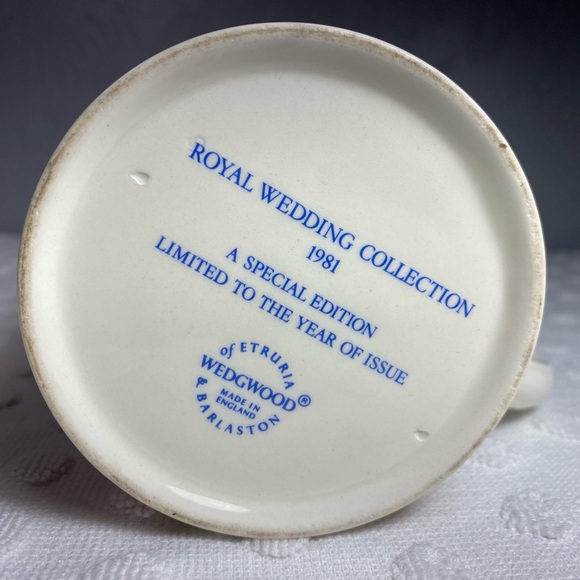 ROYAL WEDDING COLLECTION
1981
A SPECIAL EDITION
LIMITED TO THE YEAR OF ISSUE
of ETRURIA
WEDGWOOD®
MADE IN
ENGLAND
& BARLASTON